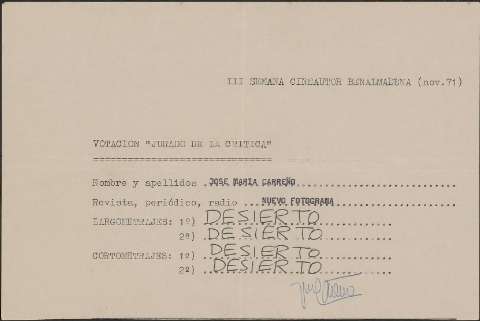 III SEMANA CINEAUTOR BENALMADENA (nov.71)
VOTACION "JURADO DE LA CRITICA"
==============================
Nombre y apellidos ..JOSE MARIA CARREÑO..............................
Revista, periódico, radio ...NUEVO FOTOGRAMA.....................
LARGOMETRAJES: 1º) DESIERTO
2º) DESIERTO
CORTOMETRAJES: 1º) DESIERTO
2º) DESIERTO